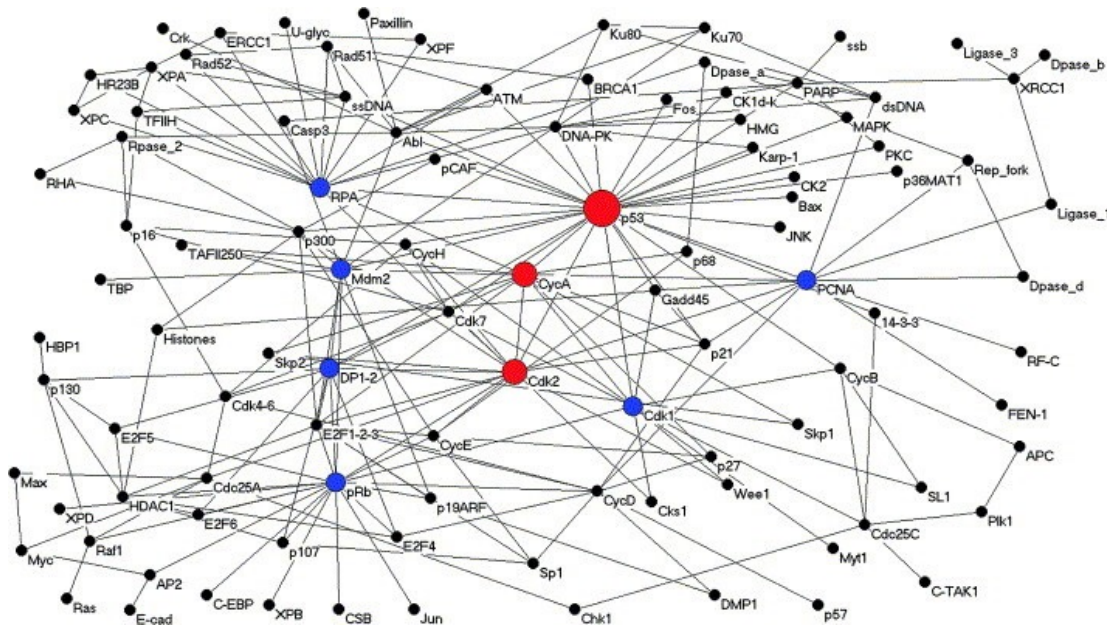 Paxillin
U-glyc
Crk
ERCC1
XPF
Rad51
Rad52
Ku80
Ku70
ssb
Ligase_3
Dpase_b
HR23B
XPA
ssDNA
ATM
BRCA1
Dpase_a
PARP
XRCC1
XPC
TFIIH
Casp3
Abl
DNA-PK
Fos
CK1d-k
dsDNA
HMG
MAPK
Rpase_2
pCAF
Karp-1
PKC
RHA
RPA
p53
CK2
p36MAT1
Rep_fork
Bax
Ligase_1
p16
p300
JNK
TAFII250
CycH
p68
TBP
Mdm2
CycA
Gadd45
PCNA
Dpase_d
HBP1
Histones
Cdk7
14-3-3
Skp2
p21
RF-C
p130
DP1-2
Cdk2
CycB
Cdk4-6
Cdk1
FEN-1
E2F5
E2F1-2-3
CycE
Skp1
APC
Max
Cdc25A
p27
HDAC1
pRb
p19ARF
CycD
Wee1
SL1
XPD
E2F6
Cks1
Plk1
Myc
Raf1
p107
E2F4
Cdc25C
AP2
Sp1
Myt1
Ras
E-cad
C-EBP
XPB
CSB
Jun
Chk1
DMP1
p57
C-TAK1